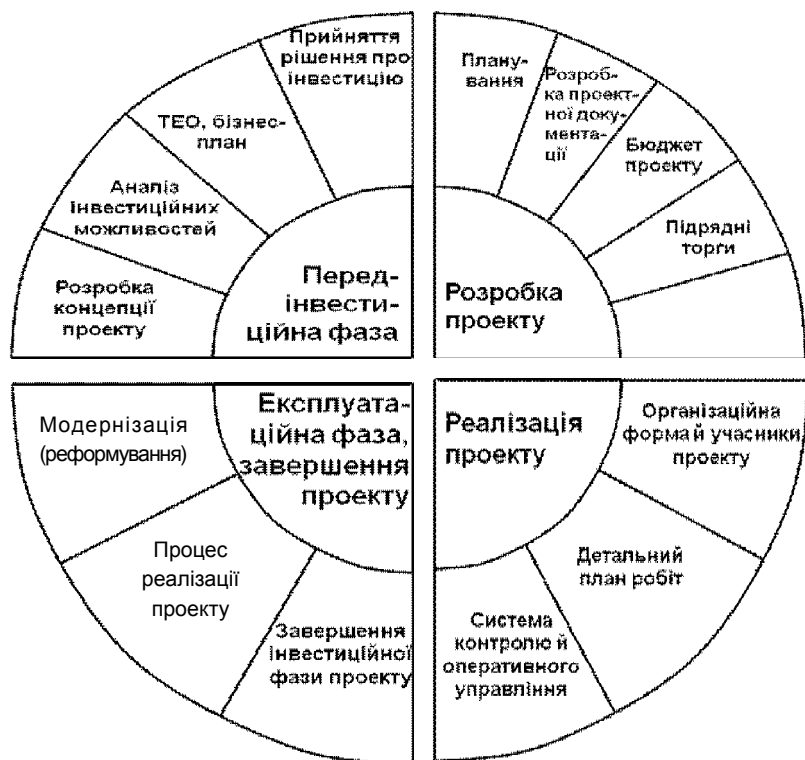 Прийняття
рішення про
інвестицію
ТЕО, бізнес-
план
Аналіз
інвестиційних
можливостей
Розробка
концепції
проекту
Перед-
інвести-
ційна фаза
Плану-
вання
Розроб-
ка проект-
ної доку-
мента-
ції
Бюджет
проекту
Підрядні
торги
Розробка
проекту
Експлуата-
ційна фаза,
завершення
проекту
Модернізація
(реформування)
Процес
реалізації
проекту
Завершення
інвестиційної
фази проекту
Реалізація
проекту
Організаційна
форма й учасники
проекту
Детальний
план робіт
Система
контролю й
оперативного
управління